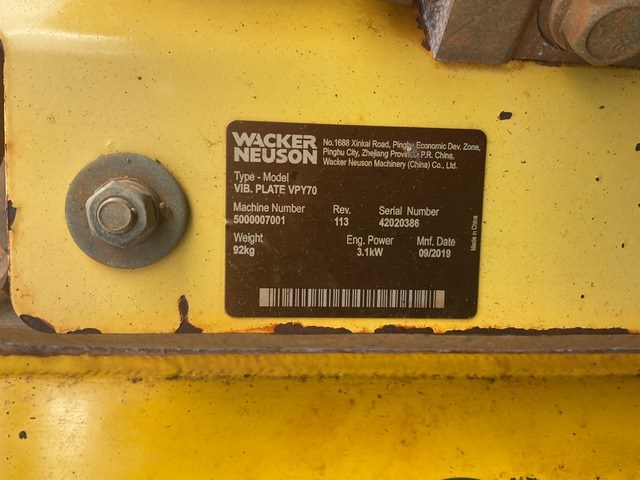 WACKER
NEUSON
No.1688 Xinkai Road, Pinghu Economic Dev. Zone,
Pinghu City, Zhejiang Province P.R. China,
Wacker Neuson Machinery (China) Co., Ltd.
Type - Model
VIB. PLATE VPY70
Machine Number Rev. Serial Number
5000007001 113 42020386
Weight Eng. Power Mnf. Date
92kg 3.1kW 09/2019
Made in China